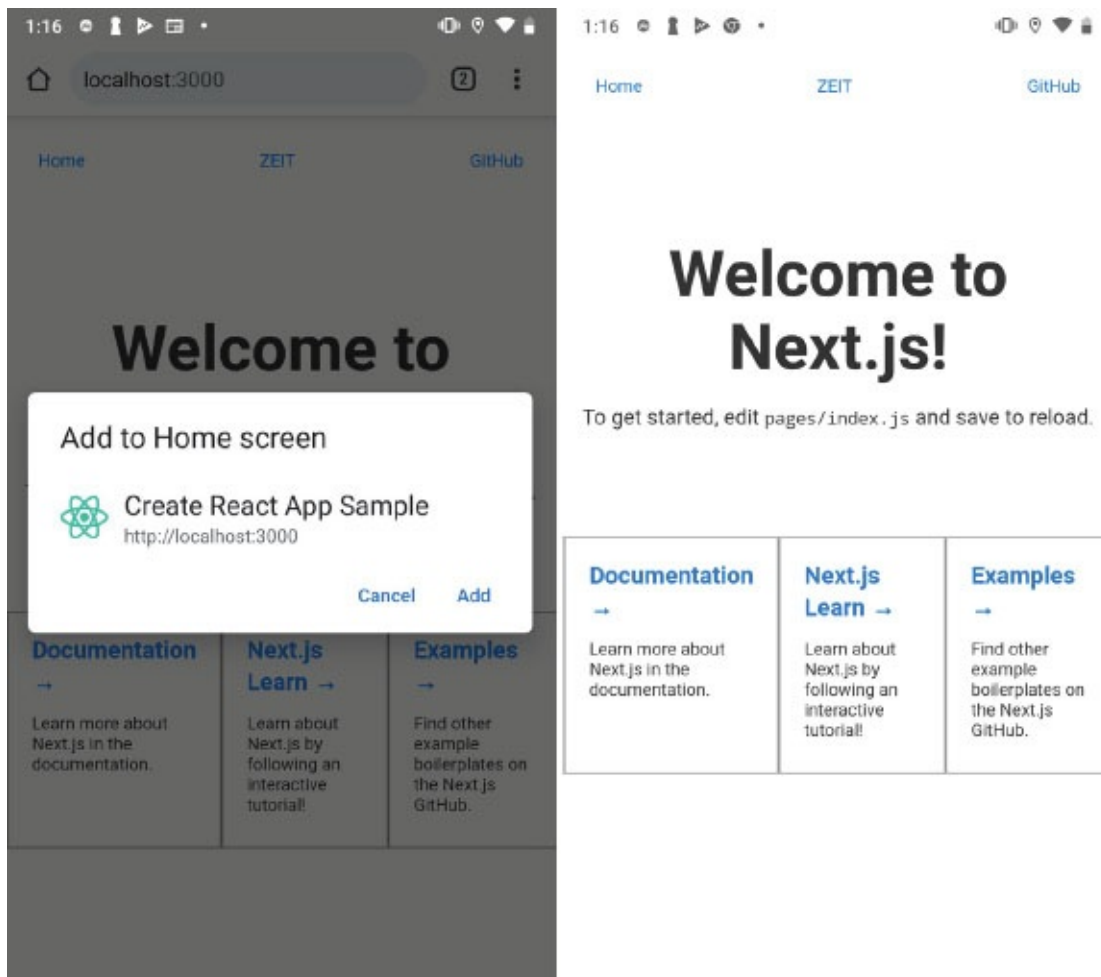 1:16
localhost:3000
2
Home ZEIT GitHub
Welcome to
Add to Home screen
Create React App Sample
http://localhost:3000
Cancel Add
Documentation
→
Learn more about
Next.js in the
documentation.
Next.js
Learn →
Learn about
Next.js by
following an
interactive
tutorial!
Examples
→
Find other
example
boilerplates on
the Next.js
GitHub.
1:16
Home ZEIT GitHub
Welcome to
Next.js!
To get started, edit pages/index.js and save to reload.
Documentation
→
Learn more about
Next.js in the
documentation.
Next.js
Learn →
Learn about
Next.js by
following an
interactive
tutorial!
Examples
→
Find other
example
boilerplates on
the Next.js
GitHub.